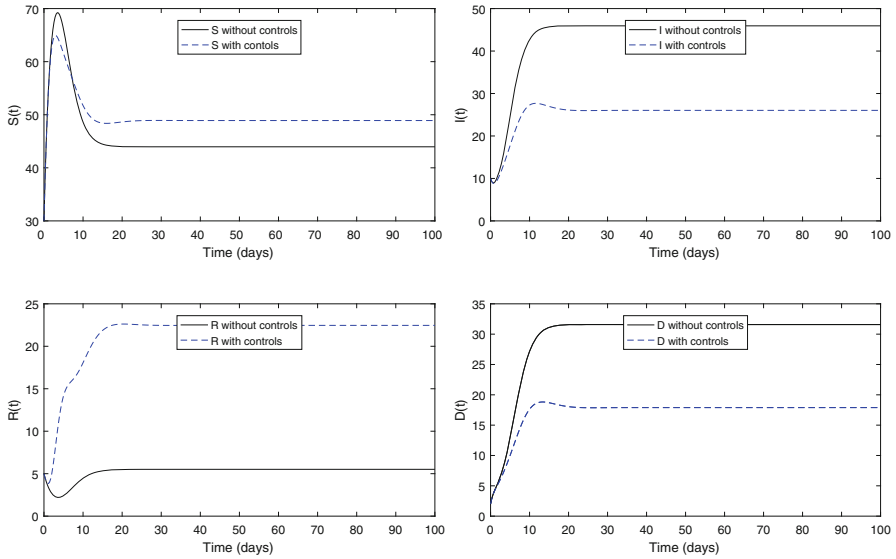 70
60
50
40
30
S(t)
S without controls
S with contols
0 10 20 30 40 50 60 70 80 90 100
Time (days)
50
40
30
20
10
0
I(t)
I without controls
I with controls
0 10 20 30 40 50 60 70 80 90 100
Time (days)
25
20
15
10
5
0
R(t)
R without controls
R with controls
0 10 20 30 40 50 60 70 80 90 100
Time (days)
35
30
25
20
15
10
5
0
D(t)
D without controls
D with controls
0 10 20 30 40 50 60 70 80 90 100
Time (days)